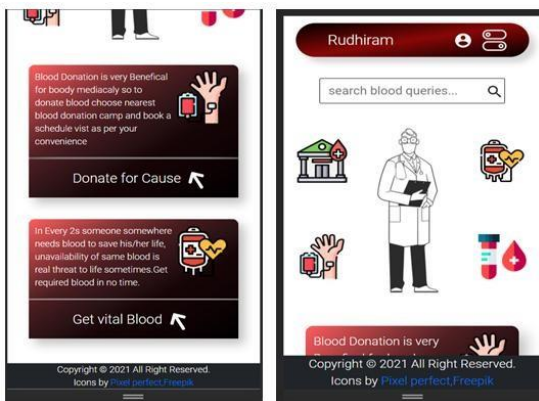 Blood Donation is very Benefical
for boody mediacaly so to
donate blood choose nearest
blood donation camp and book a
schedule vist as per your
convenience
Donate for Cause
In Every 2s someone somewhere
needs blood to save his/her life,
unavailability of same blood is
real threat to life sometimes.Get
required blood in no time.
Get vital Blood
Copyright © 2021 All Right Reserved.
Icons by Pixel perfect,Freepik
Rudhiram
search blood queries...
Blood Donation is very
Copyright © 2021 All Right Reserved.
Icons by Pixel perfect,Freepik